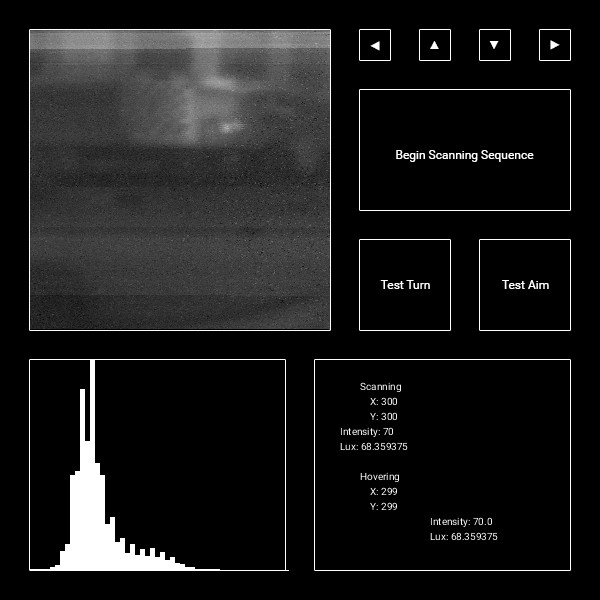 Begin Scanning Sequence
Test Turn
Test Aim
Scanning
X: 300
Y: 300
Intensity: 70
Lux: 68.359375
Hovering
X: 299
Y: 299
Intensity: 70.0
Lux: 68.359375